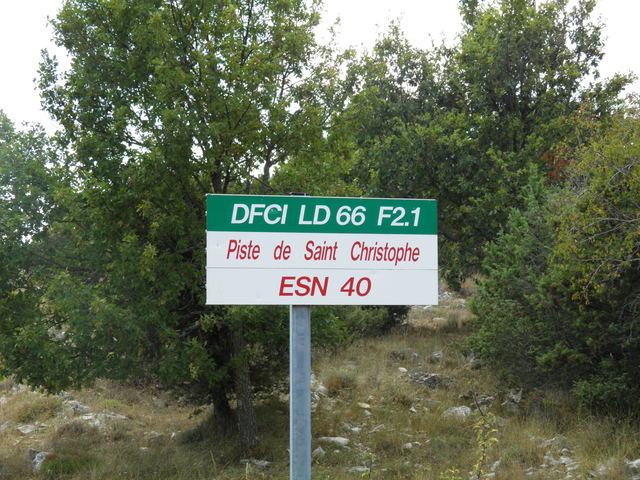 DFCI LD 66 F2.1
Piste de Saint Christophe
ESN 40